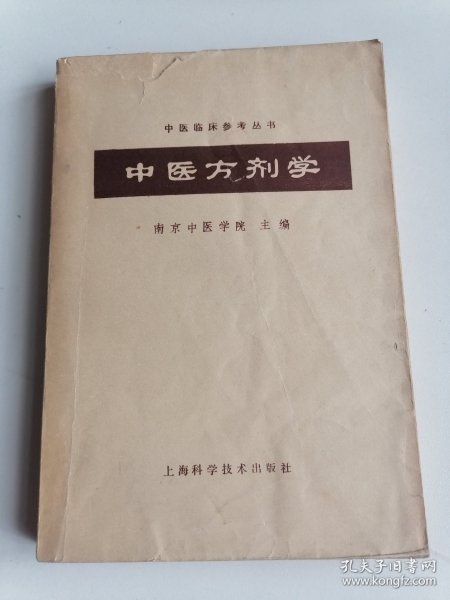 中医临床参考丛书
中医方剂学
南京中医学院 主编
上海科学技术出版社
孔夫子旧书网
www.kongfz.com